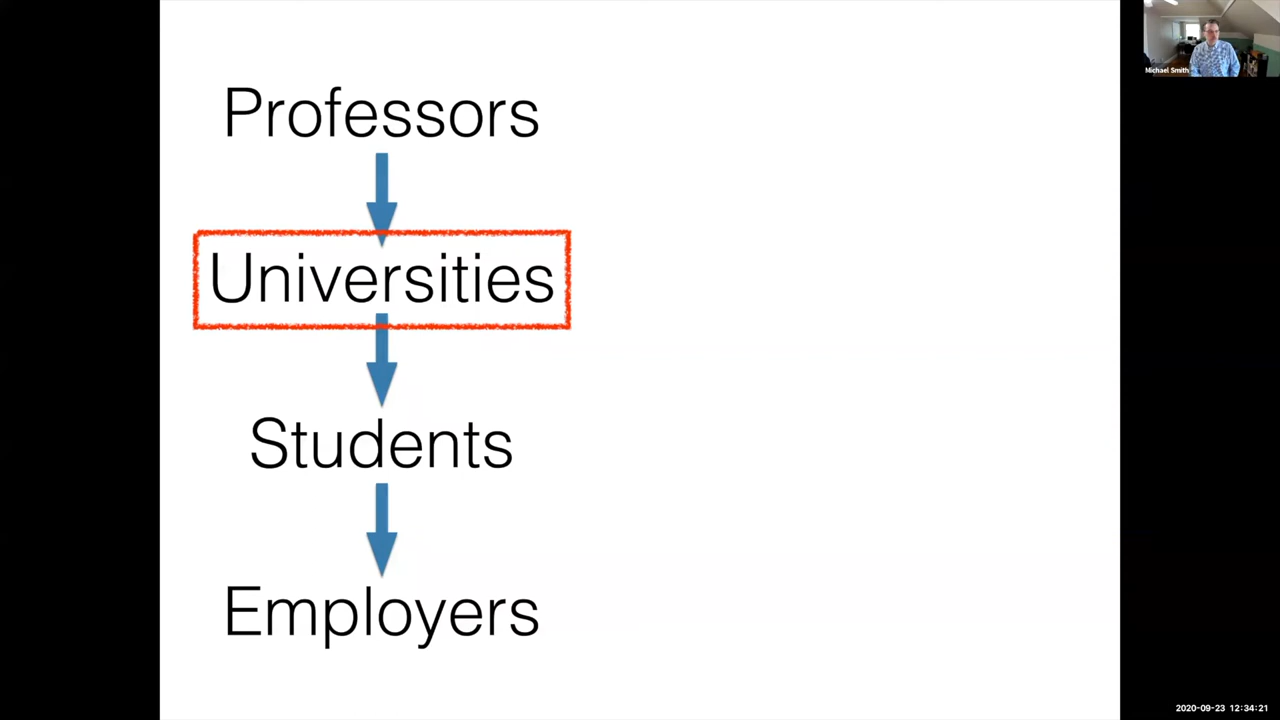 Professors
Universities
Students
Employers
Michael Smith
2020-09-23 12:34:21